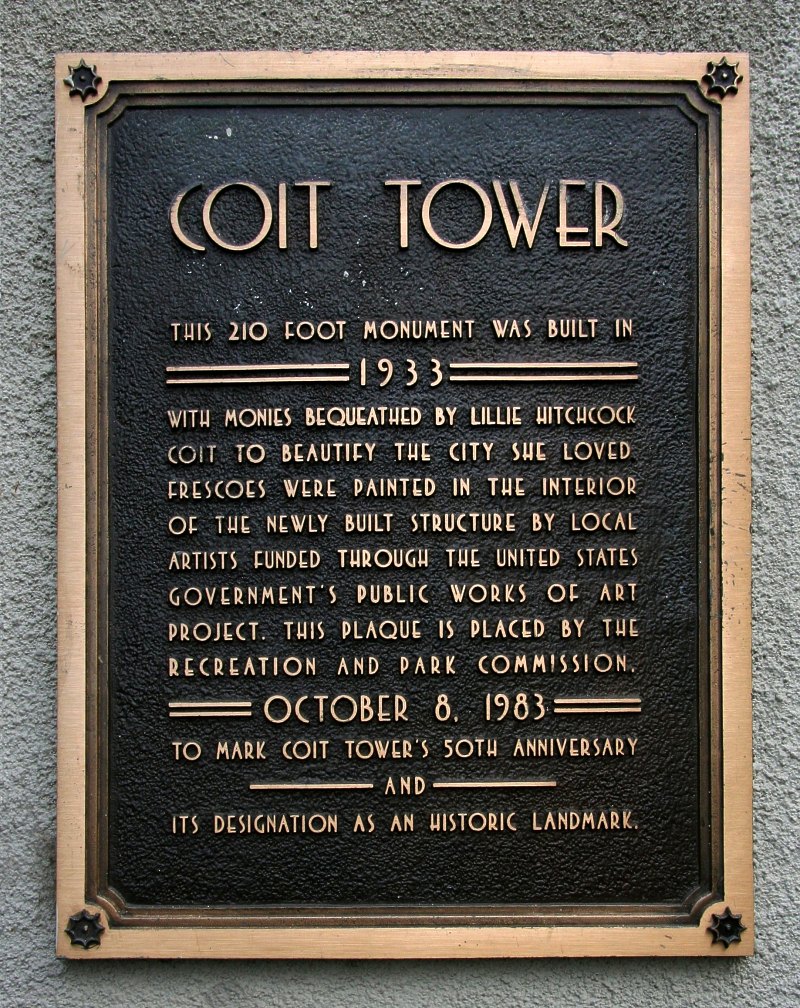 COIT TOWER
THIS 210 FOOT MONUMENT WAS BUILT IN
1933
WITH MONIES BEQUEATHED BY LILLIE HITCHCOCK
COIT TO BEAUTIFY THE CITY SHE LOVED
FRESCOES WERE PAINTED IN THE INTERIOR
OF THE NEWLY BUILT STRUCTURE BY LOCAL
ARTISTS FUNDED THROUGH THE UNITED STATES
GOVERNMENT'S PUBLIC WORKS OF ART
PROJECT. THIS PLAQUE IS PLACED BY THE
RECREATION AND PARK COMMISSION,
OCTOBER 8, 1983
TO MARK COIT TOWER'S 50TH ANNIVERSARY
AND
ITS DESIGNATION AS AN HISTORIC LANDMARK.